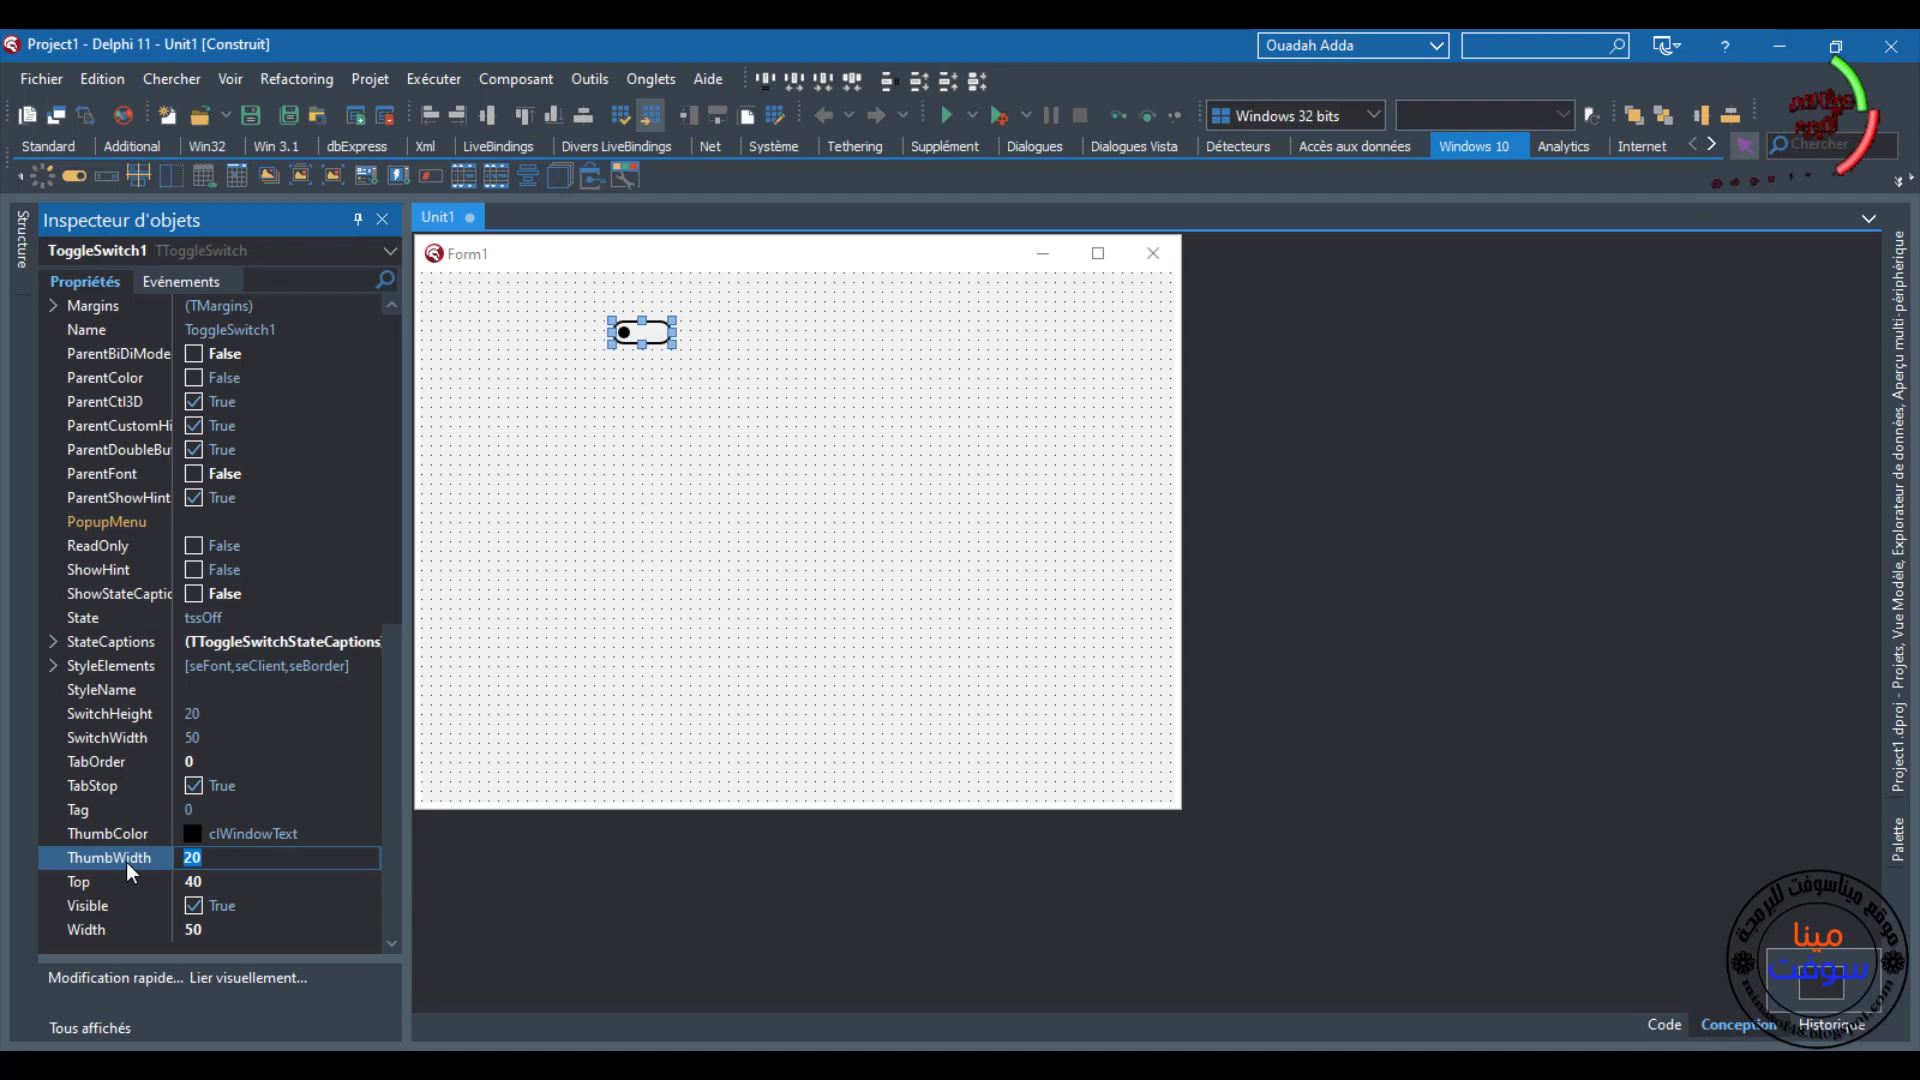 Project1 - Delphi 11 - Unit1 [Construit]
Ouadah Adda
?
Fichier Edition Chercher Voir Refactoring Projet Exécuter Composant Outils Onglets Aide
Windows 32 bits
Standard Additional Win32 Win 3.1 dbExpress Xml LiveBindings Divers LiveBindings Net Système Tethering Supplément Dialogues Dialogues Vista Détecteurs Accès aux données Windows 10 Analytics Internet
Chercher
Structure
Inspecteur d'objets
ToggleSwitch1 TToggleSwitch
Propriétés Evénements
Margins (TMargins)
Name ToggleSwitch1
ParentBiDiMode False
ParentColor False
ParentCtl3D True
ParentCustomHi True
ParentDoubleBu True
ParentFont False
ParentShowHint True
PopupMenu
ReadOnly False
ShowHint False
ShowStateCaptic False
State tssOff
StateCaptions (TToggleSwitchStateCaptions
StyleElements [seFont,seClient,seBorder]
StyleName
SwitchHeight 20
SwitchWidth 50
TabOrder 0
TabStop True
Tag 0
ThumbColor clWindowText
ThumbWidth 20
Top 40
Visible True
Width 50
Modification rapide... Lier visuellement...
Tous affichés
Unit1
Form1
Project1.dproj - Projets, Vue Modèle, Explorateur de données, Aperçu multi-périphérique
Palette
Code Conception Historique
موقع ميناسوفت للبرمجة
مينا
سوفت